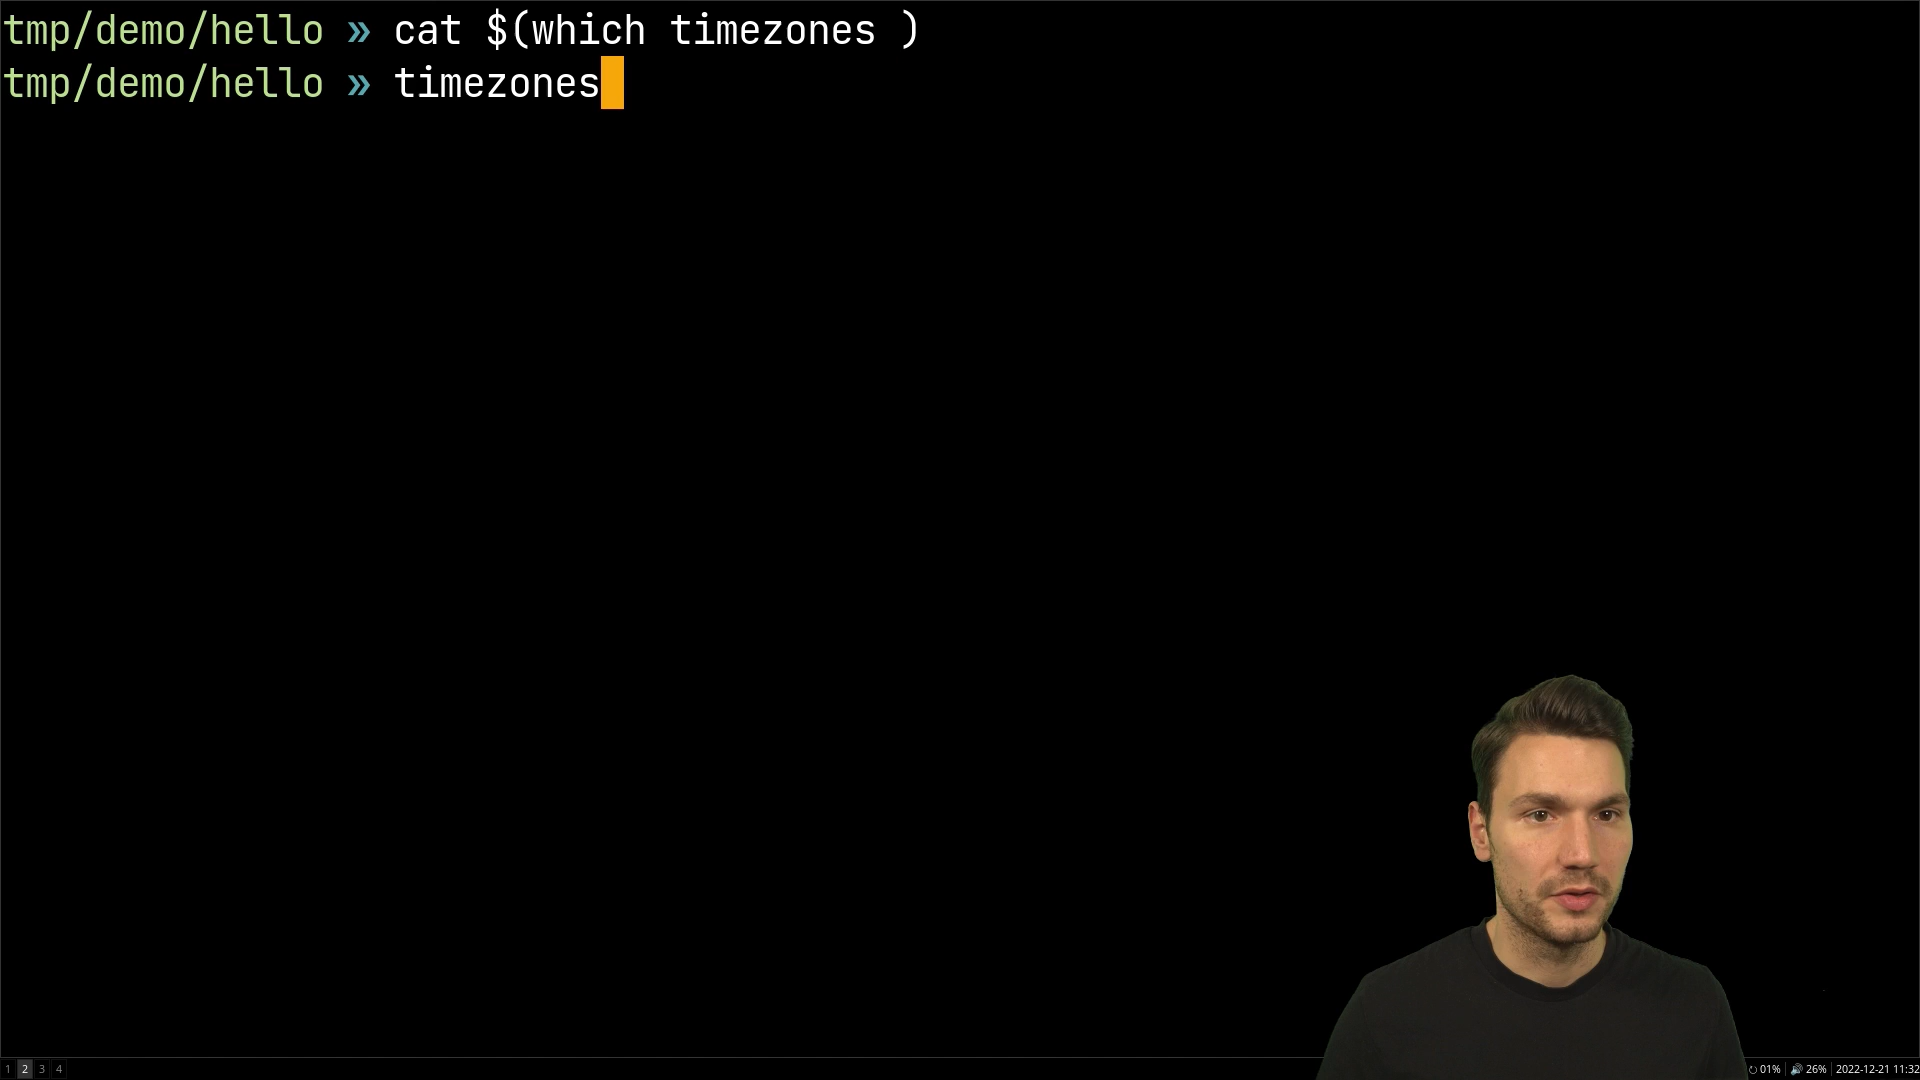 tmp/demo/hello » cat $(which timezones )
tmp/demo/hello » timezones
1 2 3 4
01% 26% 2022-12-21 11:32